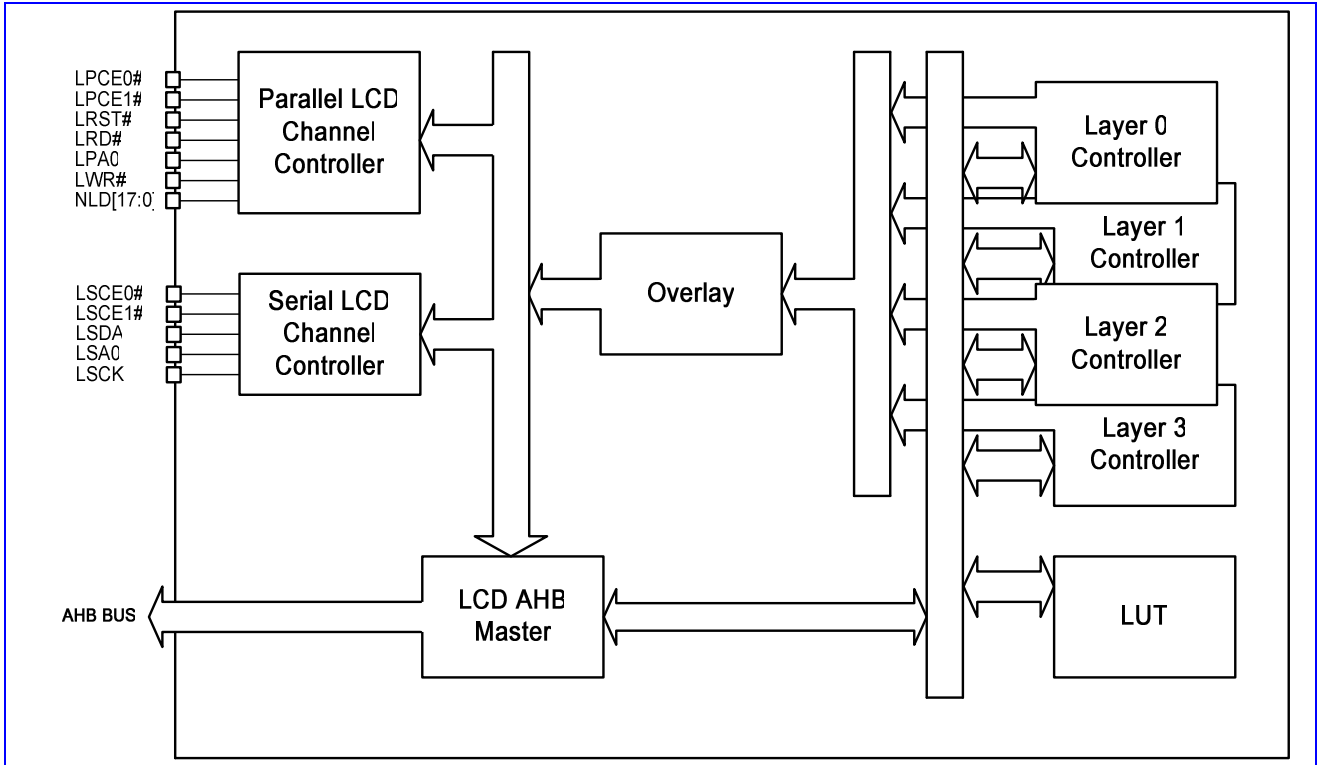 LPCE0#
LPCE1#
LRST#
LRD#
LPA0
LWR#
NLD[17:0]
Parallel LCD
Channel
Controller
LSCE0#
LSCE1#
LSDA
LSA0
LSCK
Serial LCD
Channel
Controller
Overlay
Layer 0
Controller
Layer 1
Controller
Layer 2
Controller
Layer 3
Controller
AHB BUS
LCD AHB
Master
LUT